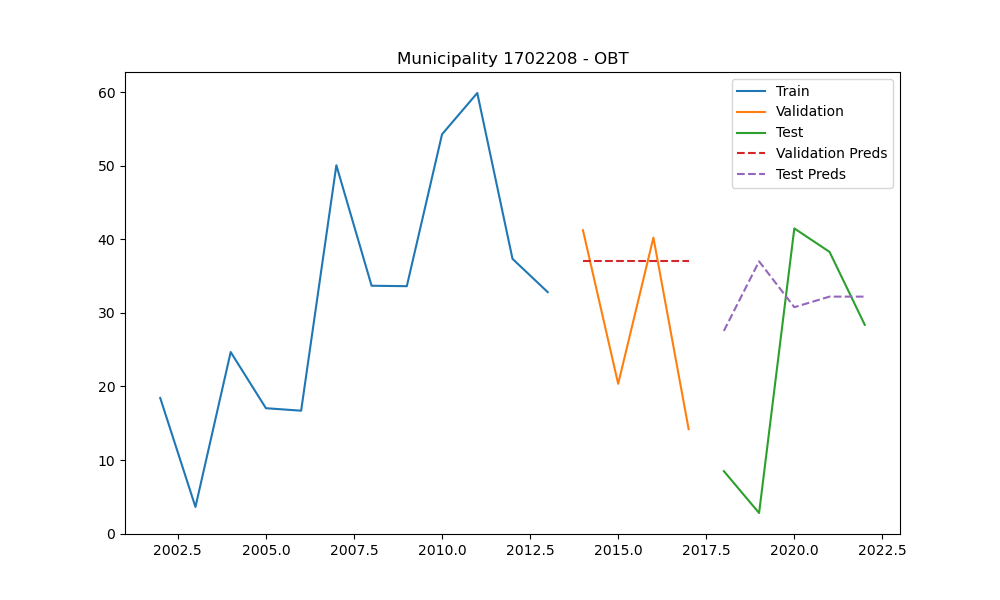 Municipality 1702208 - OBT
Train
Validation
Test
Validation Preds
Test Preds
60
50
40
30
20
10
0
2002.5 2005.0 2007.5 2010.0 2012.5 2015.0 2017.5 2020.0 2022.5